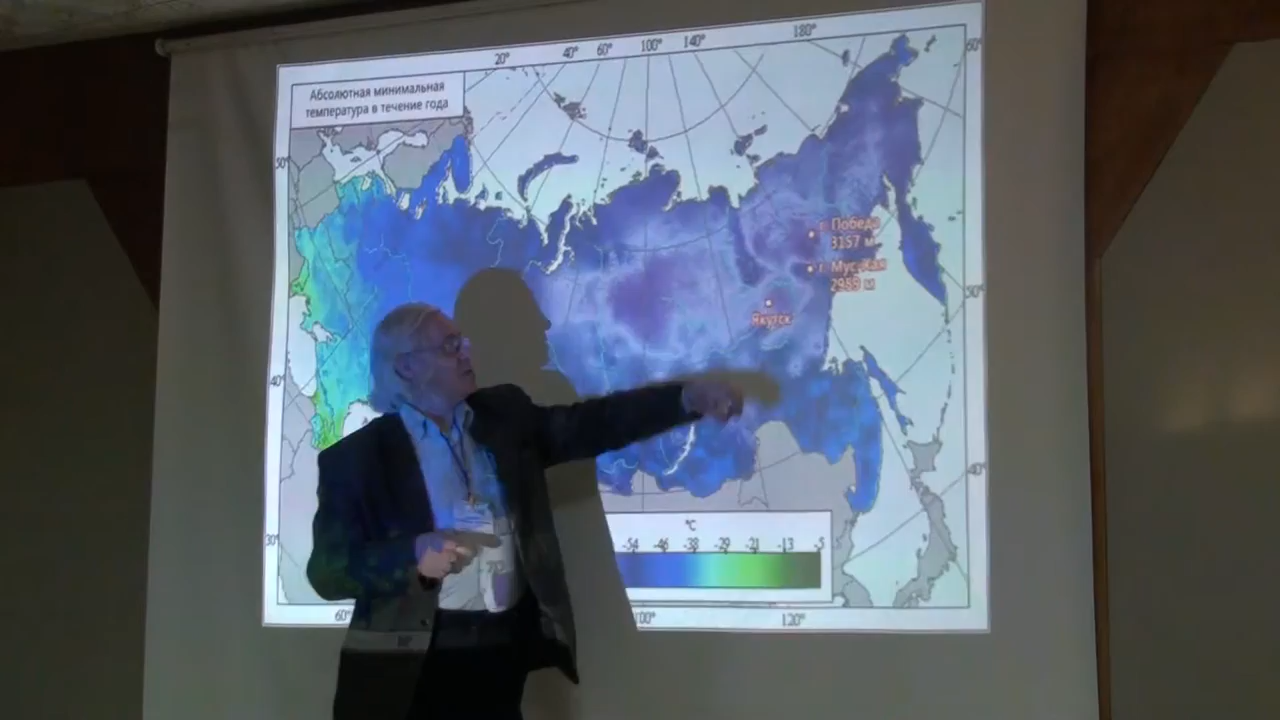 20° 40° 60° 100° 140° 180° 60°
Абсолютная минимальная
температура в течение года
50°
г. Победа
3157 м
г. Мус-Хая
2959 м
50°
Якутск
40°
40°
°C
-54 -46 -38 -29 -21 -13 -5
30°
60° 100° 120°